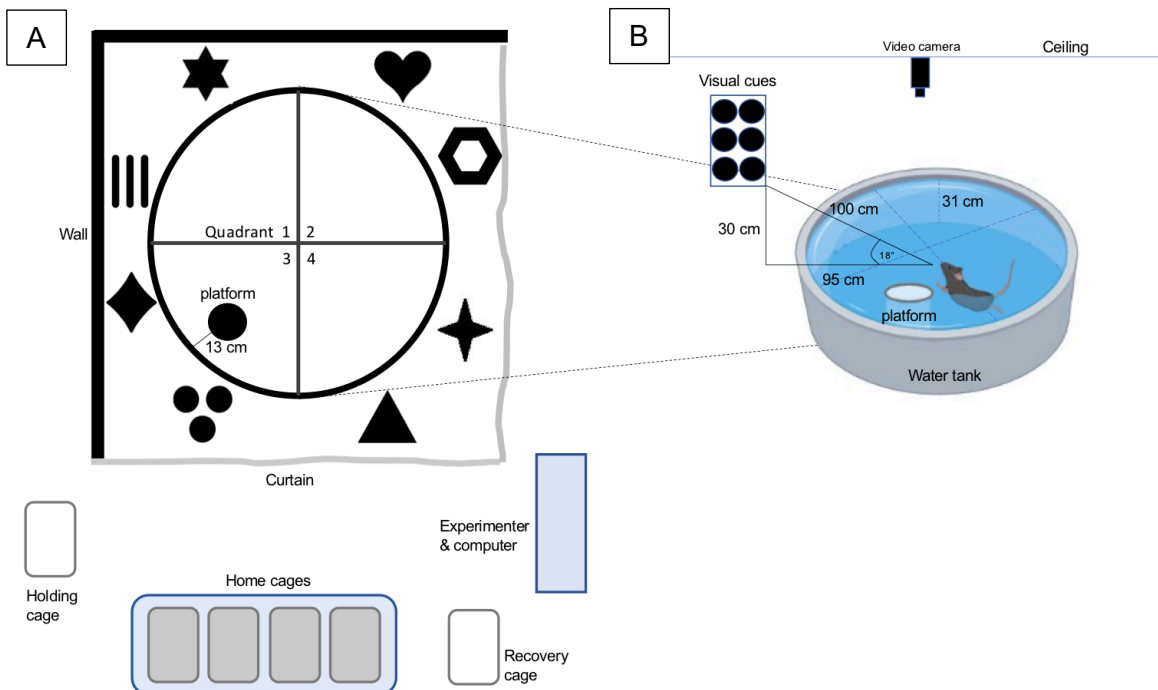 A
Wall
Quadrant 1 2
3 4
platform
13 cm
Curtain
Holding
cage
Home cages
Experimenter
& computer
Recovery
cage
B
Video camera
Ceiling
Visual cues
100 cm
31 cm
30 cm
18°
95 cm
platform
Water tank